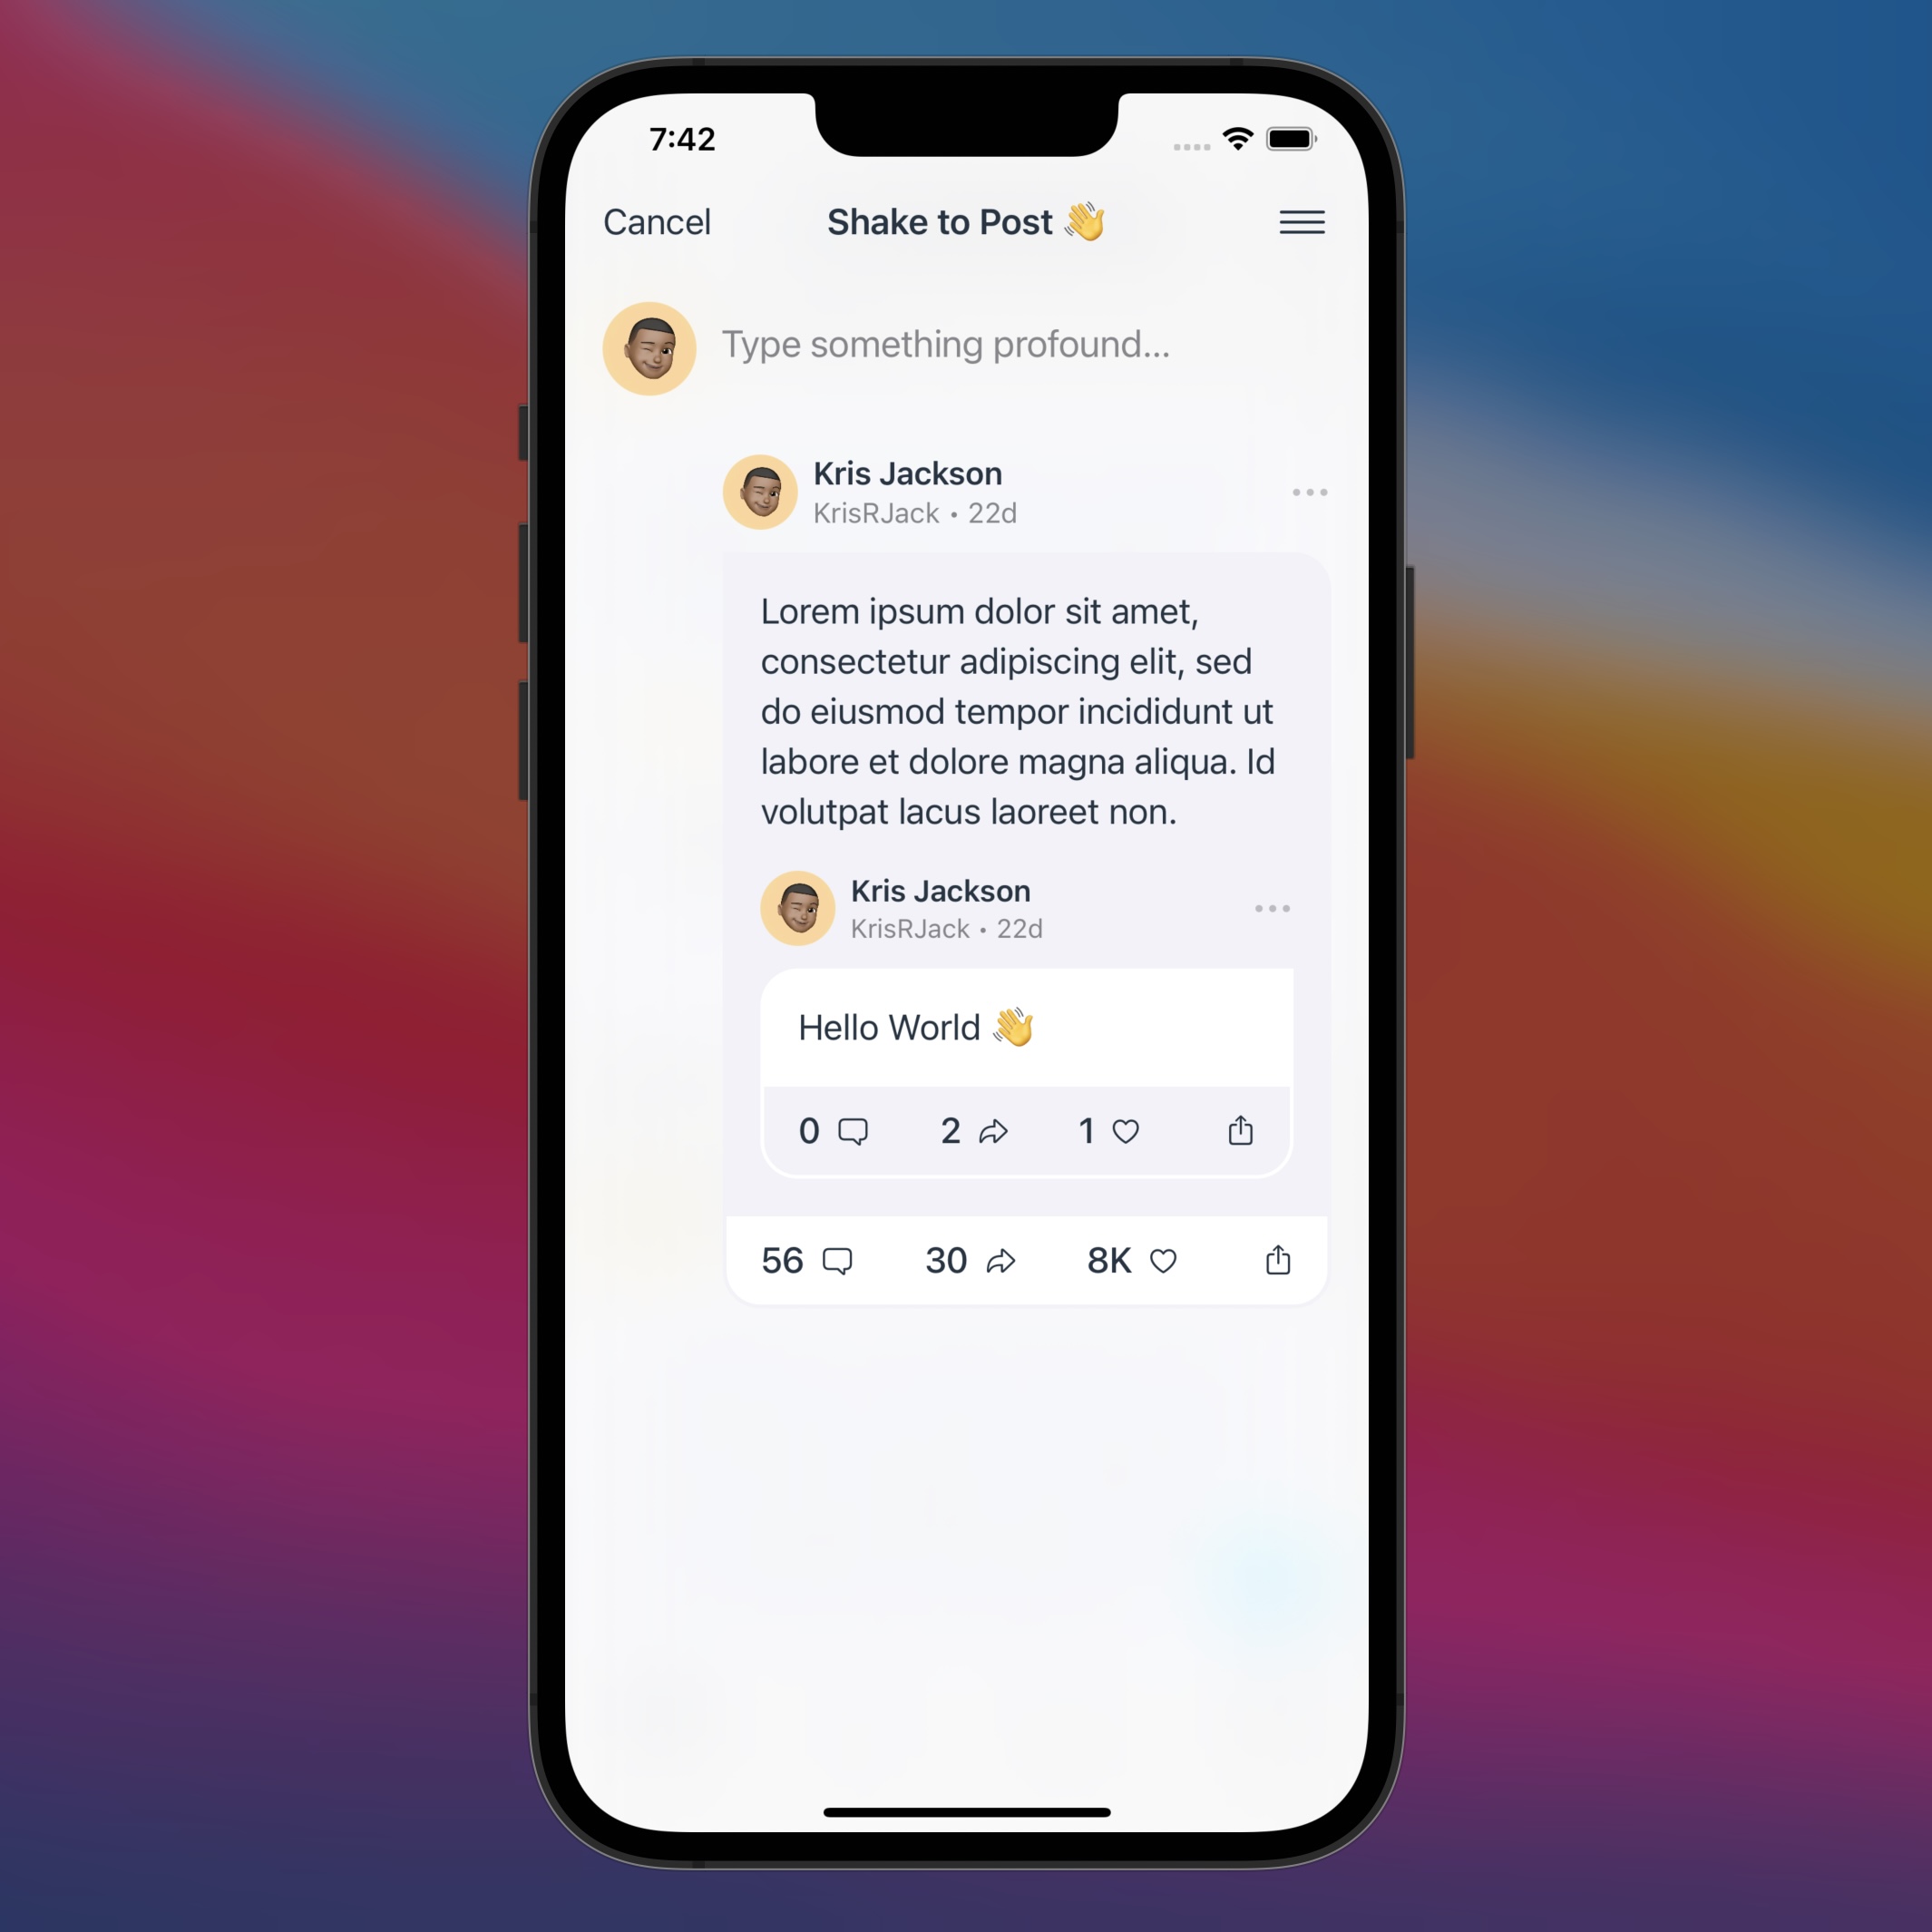 7:42
Cancel
Shake to Post 👋
Type something profound...
Kris Jackson
KrisRJack • 22d
Lorem ipsum dolor sit amet,
consectetur adipiscing elit, sed
do eiusmod tempor incididunt ut
labore et dolore magna aliqua. Id
volutpat lacus laoreet non.
Kris Jackson
KrisRJack • 22d
Hello World 👋
0 2 1
56 30 8K